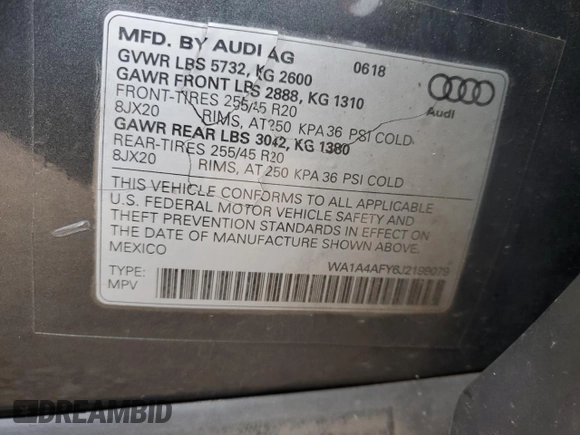 MFD. BY AUDI AG
GVWR LBS 5732, KG 2600 0618
GAWR FRONT LBS 2888, KG 1310
FRONT-TIRES 255/45 R20
8JX20 RIMS, AT 250 KPA 36 PSI COLD
GAWR REAR LBS 3042, KG 1380
REAR-TIRES 255/45 R20
8JX20 RIMS, AT 250 KPA 36 PSI COLD
Audi
THIS VEHICLE CONFORMS TO ALL APPLICABLE
U.S. FEDERAL MOTOR VEHICLE SAFETY AND
THEFT PREVENTION STANDARDS IN EFFECT ON
THE DATE OF MANUFACTURE SHOWN ABOVE.
MEXICO
WA1A4AFY6J2199079
TYPE:
MPV
DREAMBID